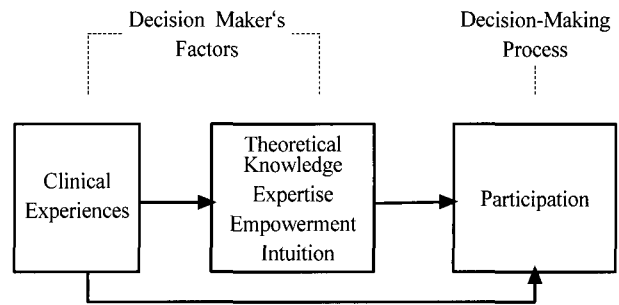 Decision Maker's
Factors
Decision-Making
Process
Clinical
Experiences
Theoretical
Knowledge
Expertise
Empowerment
Intuition
Participation